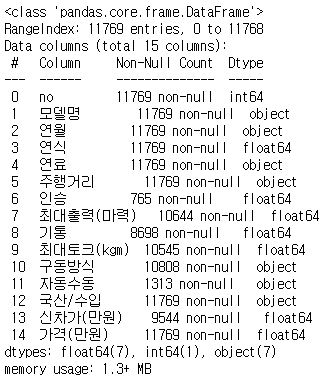 <class 'pandas.core.frame.DataFrame'>
RangeIndex: 11769 entries, 0 to 11768
Data columns (total 15 columns):
 #   Column     Non-Null Count  Dtype
---  ------     --------------  -----
 0   no         11769 non-null  int64
 1   모델명        11769 non-null  object
 2   연월         11769 non-null  object
 3   연식         11769 non-null  float64
 4   연료         11769 non-null  object
 5   주행거리       11769 non-null  object
 6   인승         765 non-null    float64
 7   최대출력(마력)   10644 non-null  float64
 8   기통         8698 non-null   float64
 9   최대토크(kgm)  10545 non-null  float64
 10  구동방식       10808 non-null  object
 11  자동수동       1313 non-null   object
 12  국산/수입      11769 non-null  object
 13  신차가(만원)    9544 non-null   float64
 14  가격(만원)     11769 non-null  float64
dtypes: float64(7), int64(1), object(7)
memory usage: 1.3+ MB